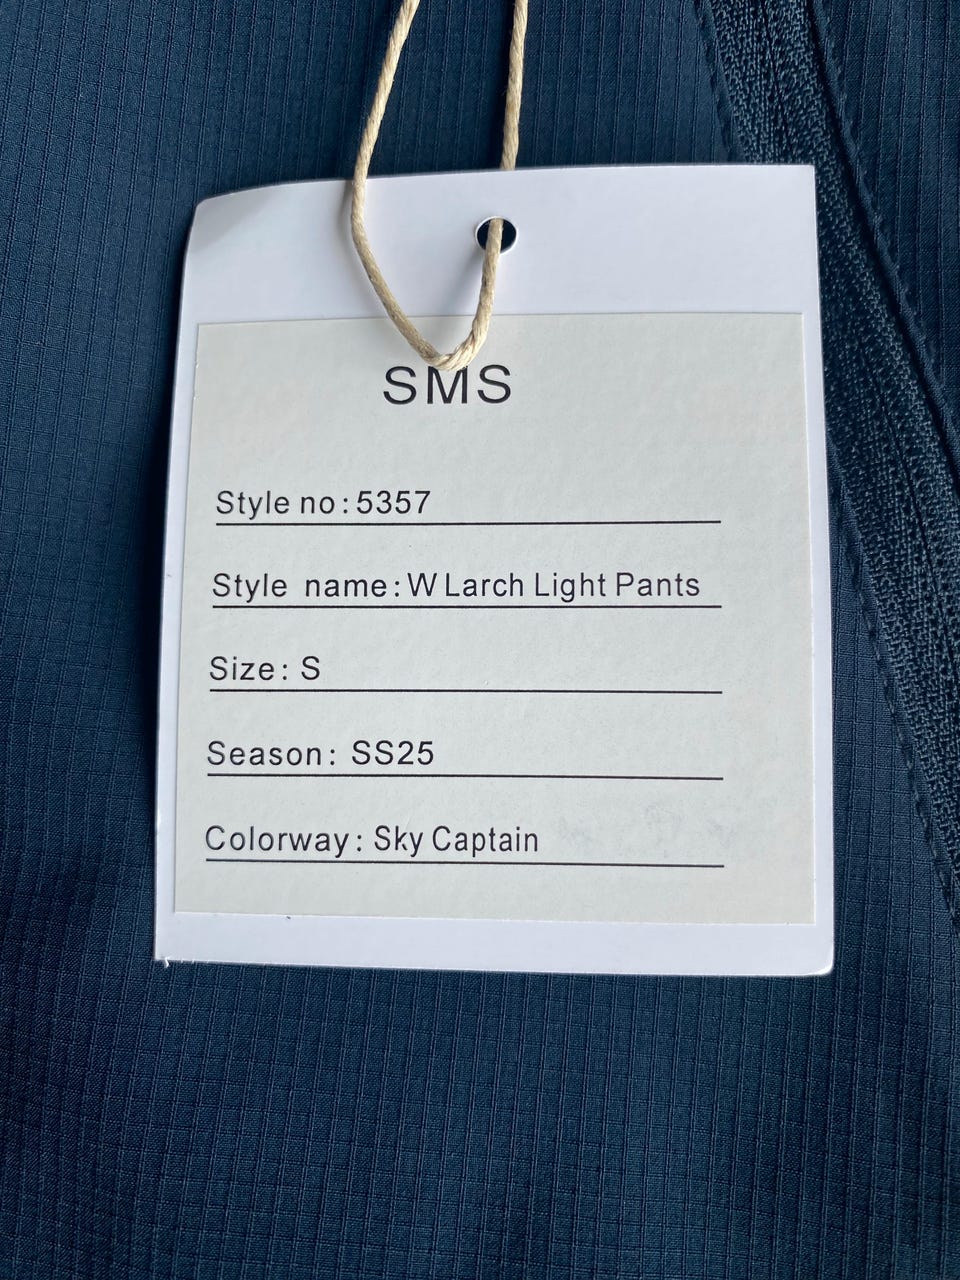 SMS
Style no: 5357
Style name: W Larch Light Pants
Size: S
Season: SS25
Colorway: Sky Captain